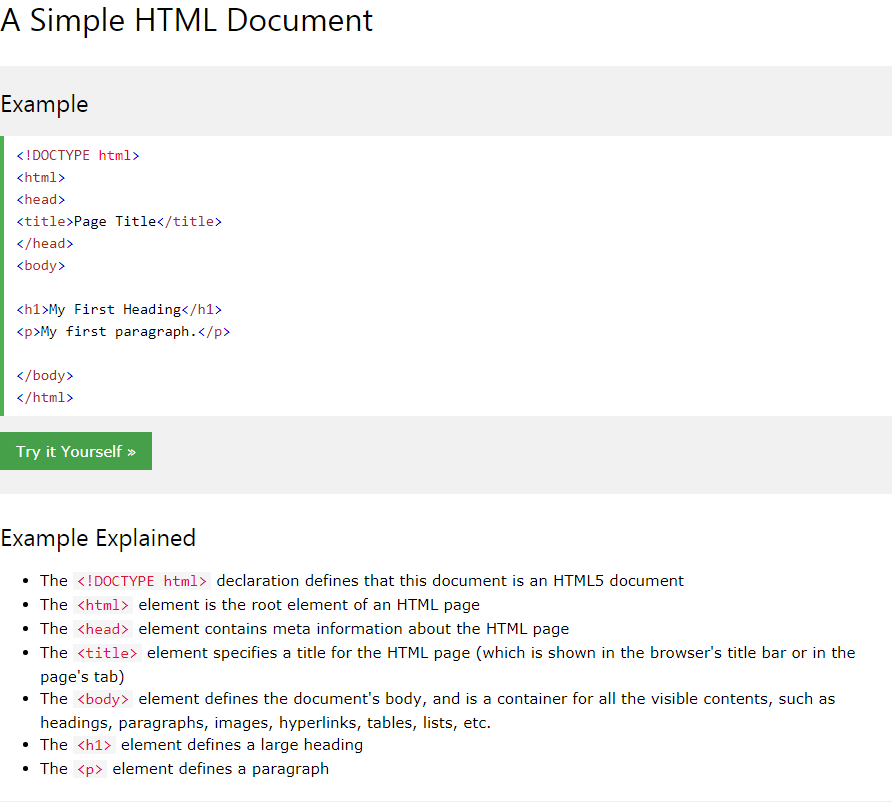 A Simple HTML Document
Example
<!DOCTYPE html>
<html>
<head>
<title>Page Title</title>
</head>
<body>
<h1>My First Heading</h1>
<p>My first paragraph.</p>
</body>
</html>
Try it Yourself »
Example Explained
• The <!DOCTYPE html> declaration defines that this document is an HTML5 document
• The <html> element is the root element of an HTML page
• The <head> element contains meta information about the HTML page
• The <title> element specifies a title for the HTML page (which is shown in the browser's title bar or in the
page's tab)
• The <body> element defines the document's body, and is a container for all the visible contents, such as
headings, paragraphs, images, hyperlinks, tables, lists, etc.
• The <h1> element defines a large heading
• The <p> element defines a paragraph